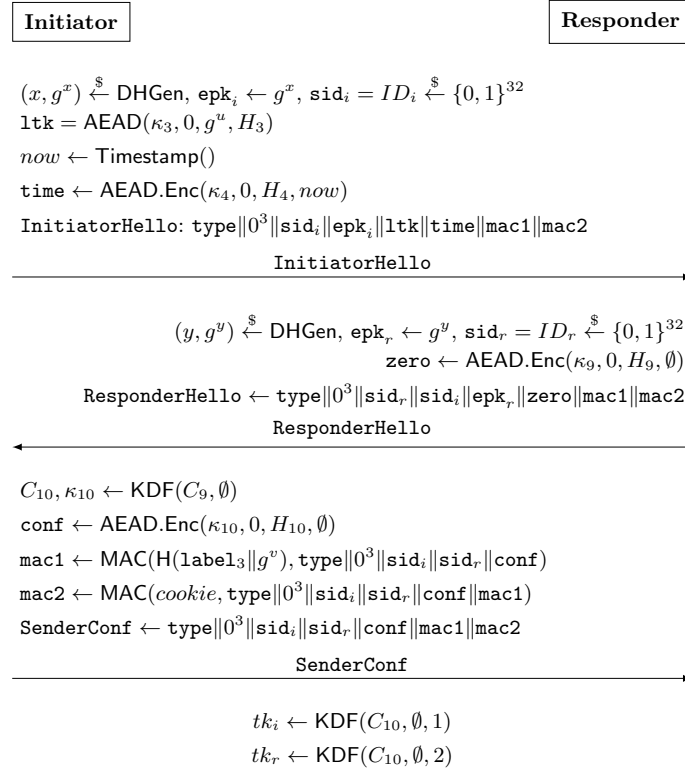 Initiator
Responder
(x, g^x) ←$ DHGen, epk_i ← g^x, sid_i = ID_i ←$ {0, 1}^32
ltk = AEAD(κ_3, 0, g^u, H_3)
now ← Timestamp()
time ← AEAD.Enc(κ_4, 0, H_4, now)
InitiatorHello: type‖0^3‖sid_i‖epk_i‖ltk‖time‖mac1‖mac2
InitiatorHello
(y, g^y) ←$ DHGen, epk_r ← g^y, sid_r = ID_r ←$ {0, 1}^32
zero ← AEAD.Enc(κ_9, 0, H_9, ∅)
ResponderHello ← type‖0^3‖sid_r‖sid_i‖epk_r‖zero‖mac1‖mac2
ResponderHello
C_10, κ_10 ← KDF(C_9, ∅)
conf ← AEAD.Enc(κ_10, 0, H_10, ∅)
mac1 ← MAC(H(label_3‖g^v), type‖0^3‖sid_i‖sid_r‖conf)
mac2 ← MAC(cookie, type‖0^3‖sid_i‖sid_r‖conf‖mac1)
SenderConf ← type‖0^3‖sid_i‖sid_r‖conf‖mac1‖mac2
SenderConf
tk_i ← KDF(C_10, ∅, 1)
tk_r ← KDF(C_10, ∅, 2)